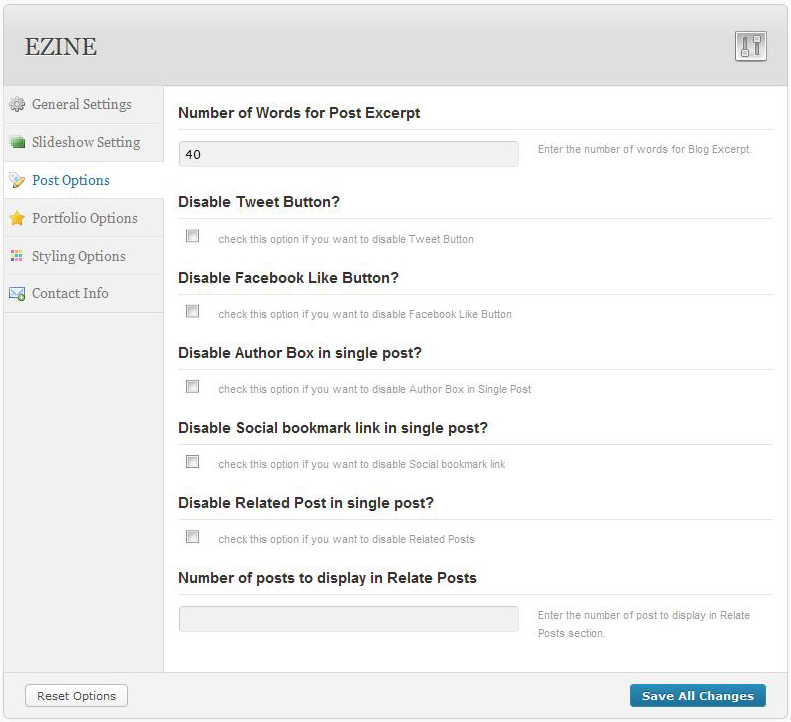 EZINE
General Settings
Slideshow Setting
Post Options
Portfolio Options
Styling Options
Contact Info
Number of Words for Post Excerpt
40
Enter the number of words for Blog Excerpt.
Disable Tweet Button?
check this option if you want to disable Tweet Button
Disable Facebook Like Button?
check this option if you want to disable Facebook Like Button
Disable Author Box in single post?
check this option if you want to disable Author Box in Single Post
Disable Social bookmark link in single post?
check this option if you want to disable Social bookmark link
Disable Related Post in single post?
check this option if you want to disable Related Posts
Number of posts to display in Relate Posts
Enter the number of post to display in Relate
Posts section.
Reset Options
Save All Changes